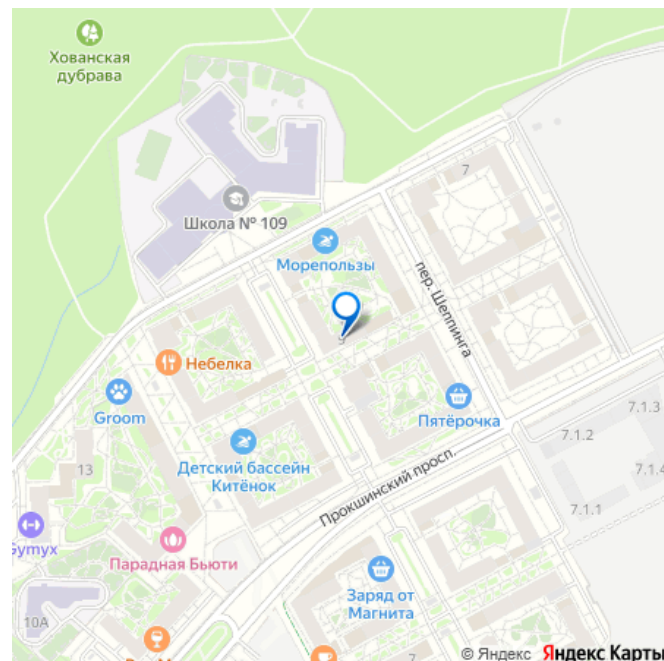 Хованская
дубрава
Школа № 109
7
Морепользы
пер. Шеппинга
9
Небелка
Groom
Пятёрочка
7.1.3
7.1.2
7.1.4
Детский бассейн
Китёнок
13
Прокшинский просп.
7.1.1
Gymyx
Парадная Бьюти
Заряд от
Магнита
10А
7
© Яндекс Яндекс Карты